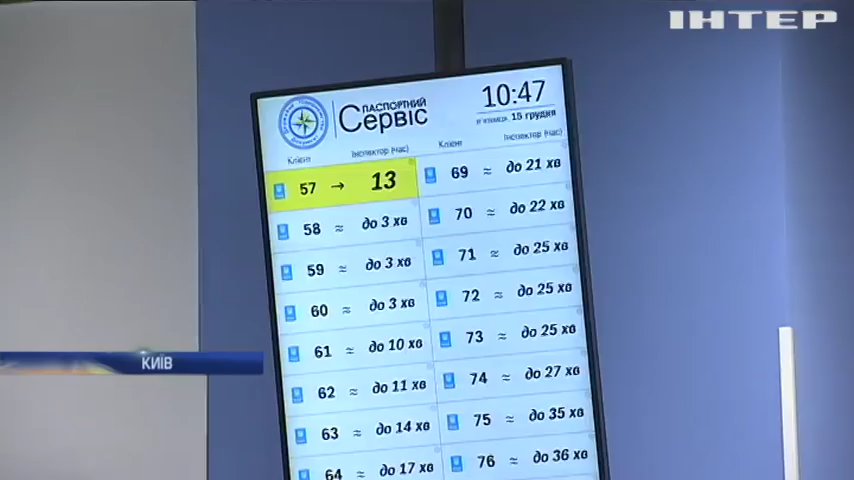 ІНТЕР
ПАСПОРТНИЙ
Сервіс
10:47
15 грудня
Клієнт Інспектор (час)
Клієнт Інспектор (час)
57 → 13
58 ≈ до 3 хв
59 ≈ до 3 хв
60 ≈ до 3 хв
61 ≈ до 10 хв
62 ≈ до 11 хв
63 ≈ до 14 хв
64 ≈ до 17 хв
69 ≈ до 21 хв
70 ≈ до 22 хв
71 ≈ до 25 хв
72 ≈ до 25 хв
73 ≈ до 25 хв
74 ≈ до 27 хв
75 ≈ до 35 хв
76 ≈ до 36 хв
КИЇВ